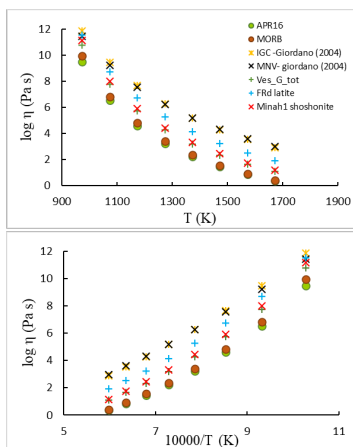 12
10
8
6
4
2
0
log η (Pa s)
APR16
MORB
IGC -Giordano (2004)
MNV- giordano (2004)
Ves_G_tot
FRd latite
Minah1 shoshonite
900 1100 1300 1500 1700 1900
T (K)
12
10
8
6
4
2
0
log η (Pa s)
5 7 9 11
10000/T (K)